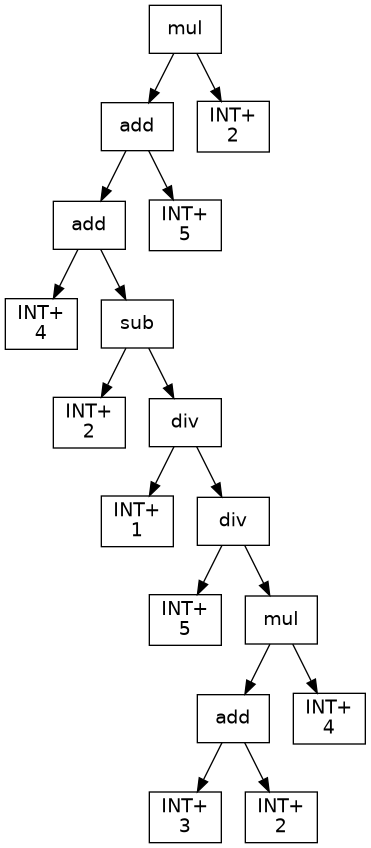 mul
add
INT+
2
add
INT+
5
INT+
4
sub
INT+
2
div
INT+
1
div
INT+
5
mul
add
INT+
4
INT+
3
INT+
2